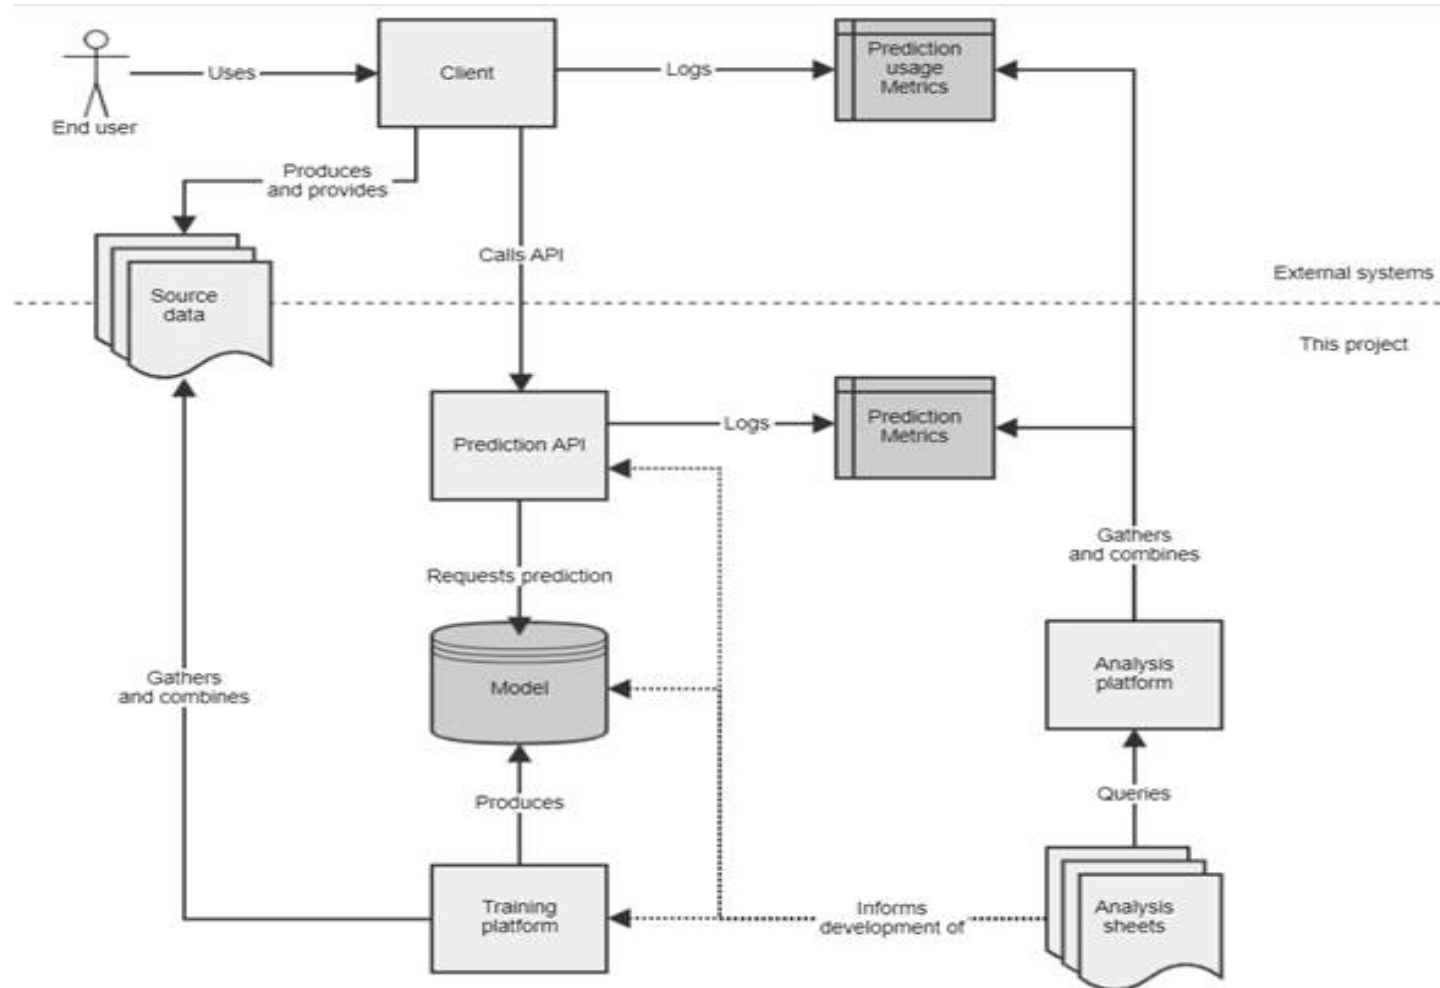 Uses
Client
Logs
Prediction
usage
Metrics
End user
Produces
and provides
Calls API
External systems
Source
data
This project
Prediction API
Logs
Prediction
Metrics
Gathers
and combines
Requests prediction
Gathers
and combines
Model
Analysis
platform
Produces
Queries
Training
platform
Informs
development of
Analysis
sheets